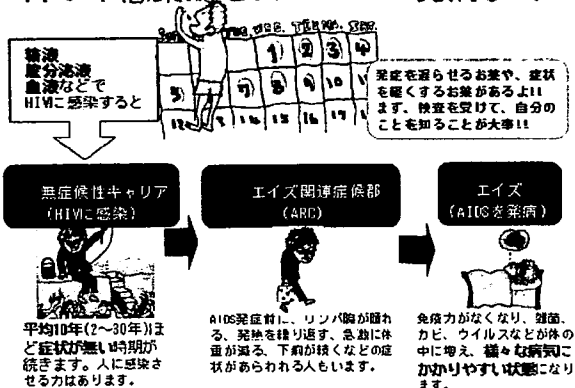 精液
膣分泌液
血液などで
HIVに感染すると
発症を遅らせるお薬や、症状
を軽くするお薬があるよ!!
まず、検査を受けて、自分の
ことを知ることが大事!!
無症候性キャリア
(HIVに感染)
エイズ関連症候郡
(ARC)
エイズ
(AIDSを発病)
平均10年(2〜30年)ほ
ど症状が無い時期が
続きます。人に感染さ
せる力はあります。
AIDS発症前に、リンパ腺が腫れ
る、発熱を繰り返す、急激に体
重が減る、下痢が続くなどの症
状があらわれる人もいます。
免疫力がなくなり、雑菌、
カビ、ウイルスなどが体の
中に増え、様々な病気に
かかりやすい状態になり
ます。